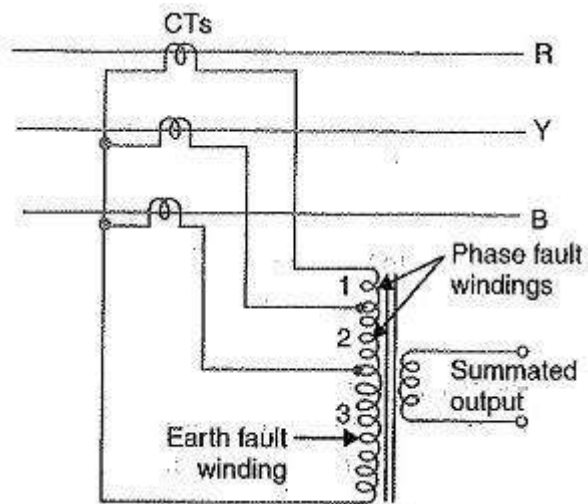 CTs
R
Y
B
1
Phase fault
windings
2
3
Summated
output
Earth fault
winding